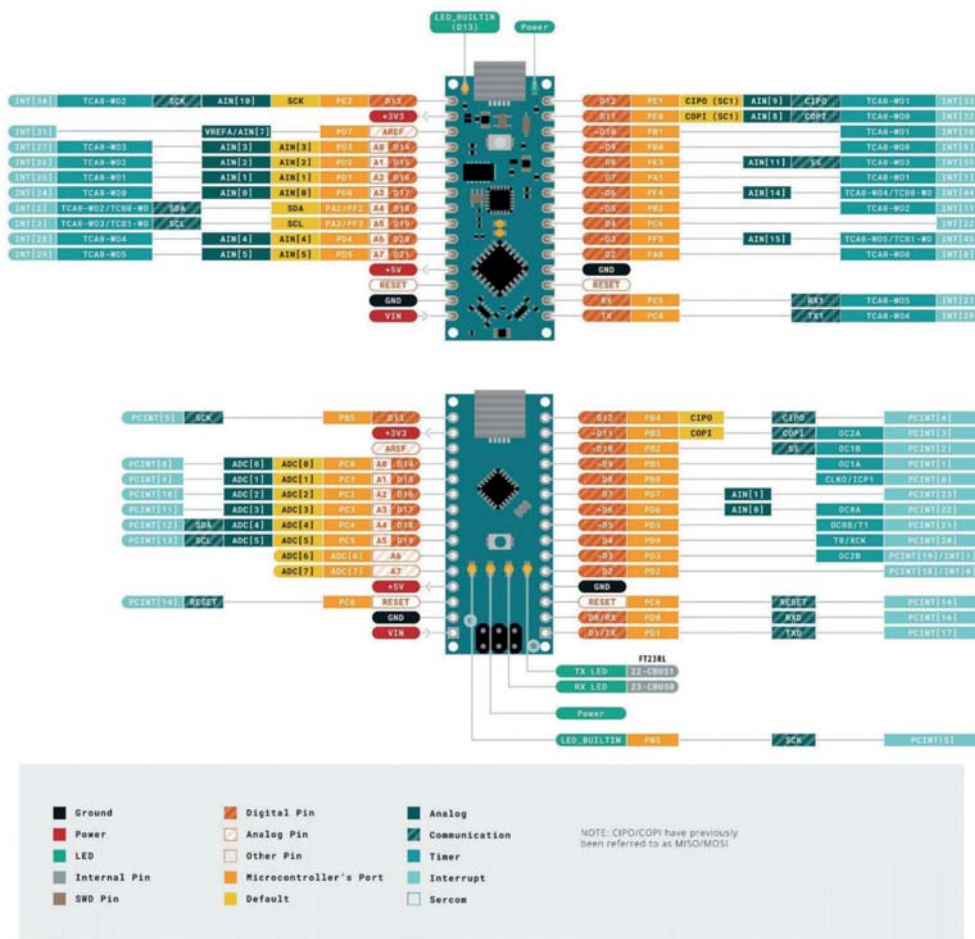 LED_BUILTIN Power
(D13)
INT[34] TCA0-WO2 SCK AIN[10] SCK PE2 D13 D12 PE1 CIPO (SC1) AIN[9] CIPO TCA0-WO1
+3V3 ~D11 PE0 COPI (SC1) AIN[8] COPI TCA0-WO0
INT[31] VREFA/AIN[7] PD7 AREF ~D10 PB1 TCA0-WO1
INT[27] TCA0-WO3 AIN[3] AIN[3] PD3 A0 D14 ~D9 PB0 TCA0-WO0
INT[26] TCA0-WO2 AIN[2] AIN[2] PD2 A1 D15 D8 PE3 AIN[11] SS TCA0-WO3
INT[25] TCA0-WO1 AIN[1] AIN[1] PD1 A2 D16 D7 PA1 TCA0-WO1
INT[24] TCA0-WO0 AIN[0] AIN[0] PD0 A3 D17 ~D6 PF4 AIN[14] TCA0-WO4/TCB0-WO
INT[2] TCA0-WO2/TCB0-WO SDA SDA PA2/PF2 A4 D18 ~D5 PB2 TCA0-WO2
INT[3] TCA0-WO3/TCB1-WO SCL SCL PA3/PF3 A5 D19 D4 PC6
INT[28] TCA0-WO4 AIN[4] AIN[4] PD4 A6 D20 ~D3 PF5 AIN[15] TCA0-WO5/TCB1-WO
INT[29] TCA0-WO5 AIN[5] AIN[5] PD5 A7 D21 D2 PA0 TCA0-WO0
+5V GND
RESET RESET
GND RX PC5 RX1 TCA0-WO5
VIN TX PC4 TX1 TCA0-WO4
PCINT[5] SCK PB5 D13 ~D12 PB4 CIPO CIPO PCINT[4]
+3V3 ~D11 PB3 COPI COPI OC2A PCINT[3]
AREF ~D10 PB2 SS OC1B PCINT[2]
PCINT[8] ADC[0] ADC[0] PC0 A0 D14 ~D9 PB1 OC1A PCINT[1]
PCINT[9] ADC[1] ADC[1] PC1 A1 D15 D8 PB0 CLKO/ICP1 PCINT[0]
PCINT[10] ADC[2] ADC[2] PC2 A2 D16 D7 PD7 AIN[1] PCINT[23]
PCINT[11] ADC[3] ADC[3] PC3 A3 D17 ~D6 PD6 AIN[0] OC0A PCINT[22]
PCINT[12] SDA ADC[4] ADC[4] PC4 A4 D18 ~D5 PD5 OC0B/T1 PCINT[21]
PCINT[13] SCL ADC[5] ADC[5] PC5 A5 D19 D4 PD4 T0/XCK PCINT[20]
ADC[6] ADC[6] A6 ~D3 PD3 OC2B PCINT[19]/INT[1]
ADC[7] ADC[7] A7 D2 PD2 PCINT[18]/INT[0]
+5V GND
PCINT[14] RESET PC6 RESET RESET PC6 RESET PCINT[14]
GND D0/RX PD0 RXD PCINT[16]
VIN D1/TX PD1 TXD PCINT[17]
FT23RL
TX LED 22-CBUS1
RX LED 23-CBUS0
Power
LED_BUILTIN PB5 SCK PCINT[5]
Ground Digital Pin Analog
Power Analog Pin Communication
LED Other Pin Timer
Internal Pin Microcontroller's Port Interrupt
SWD Pin Default Sercom
NOTE: CIPO/COPI have previously
been referred to as MISO/MOSI